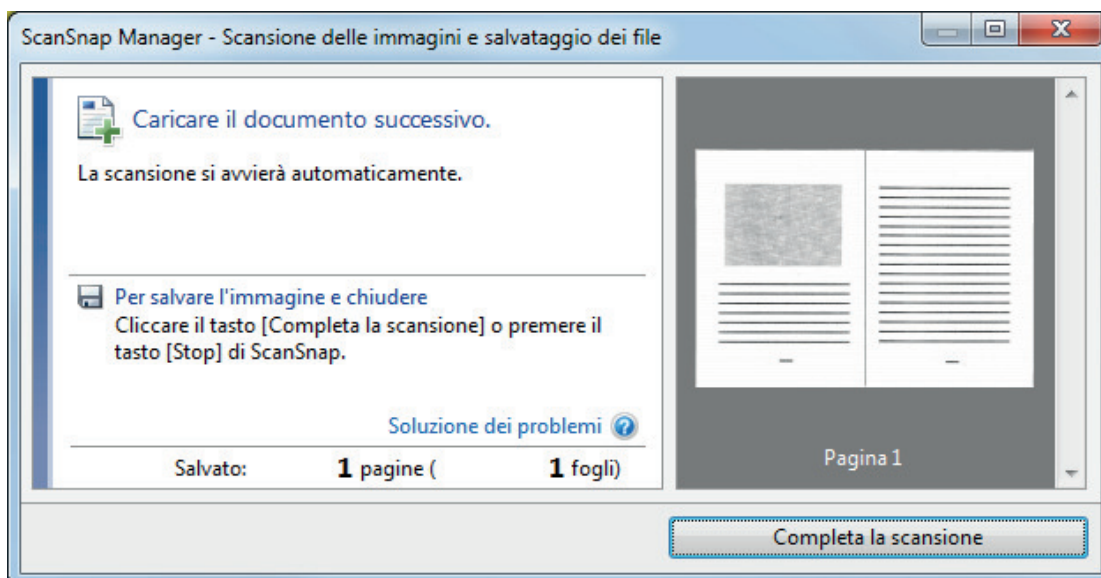 ScanSnap Manager - Scansione delle immagini e salvataggio dei file
Caricare il documento successivo.
La scansione si avvierà automaticamente.
Per salvare l'immagine e chiudere
Cliccare il tasto [Completa la scansione] o premere il
tasto [Stop] di ScanSnap.
Soluzione dei problemi
Salvato: 1 pagine ( 1 fogli)
Pagina 1
Completa la scansione